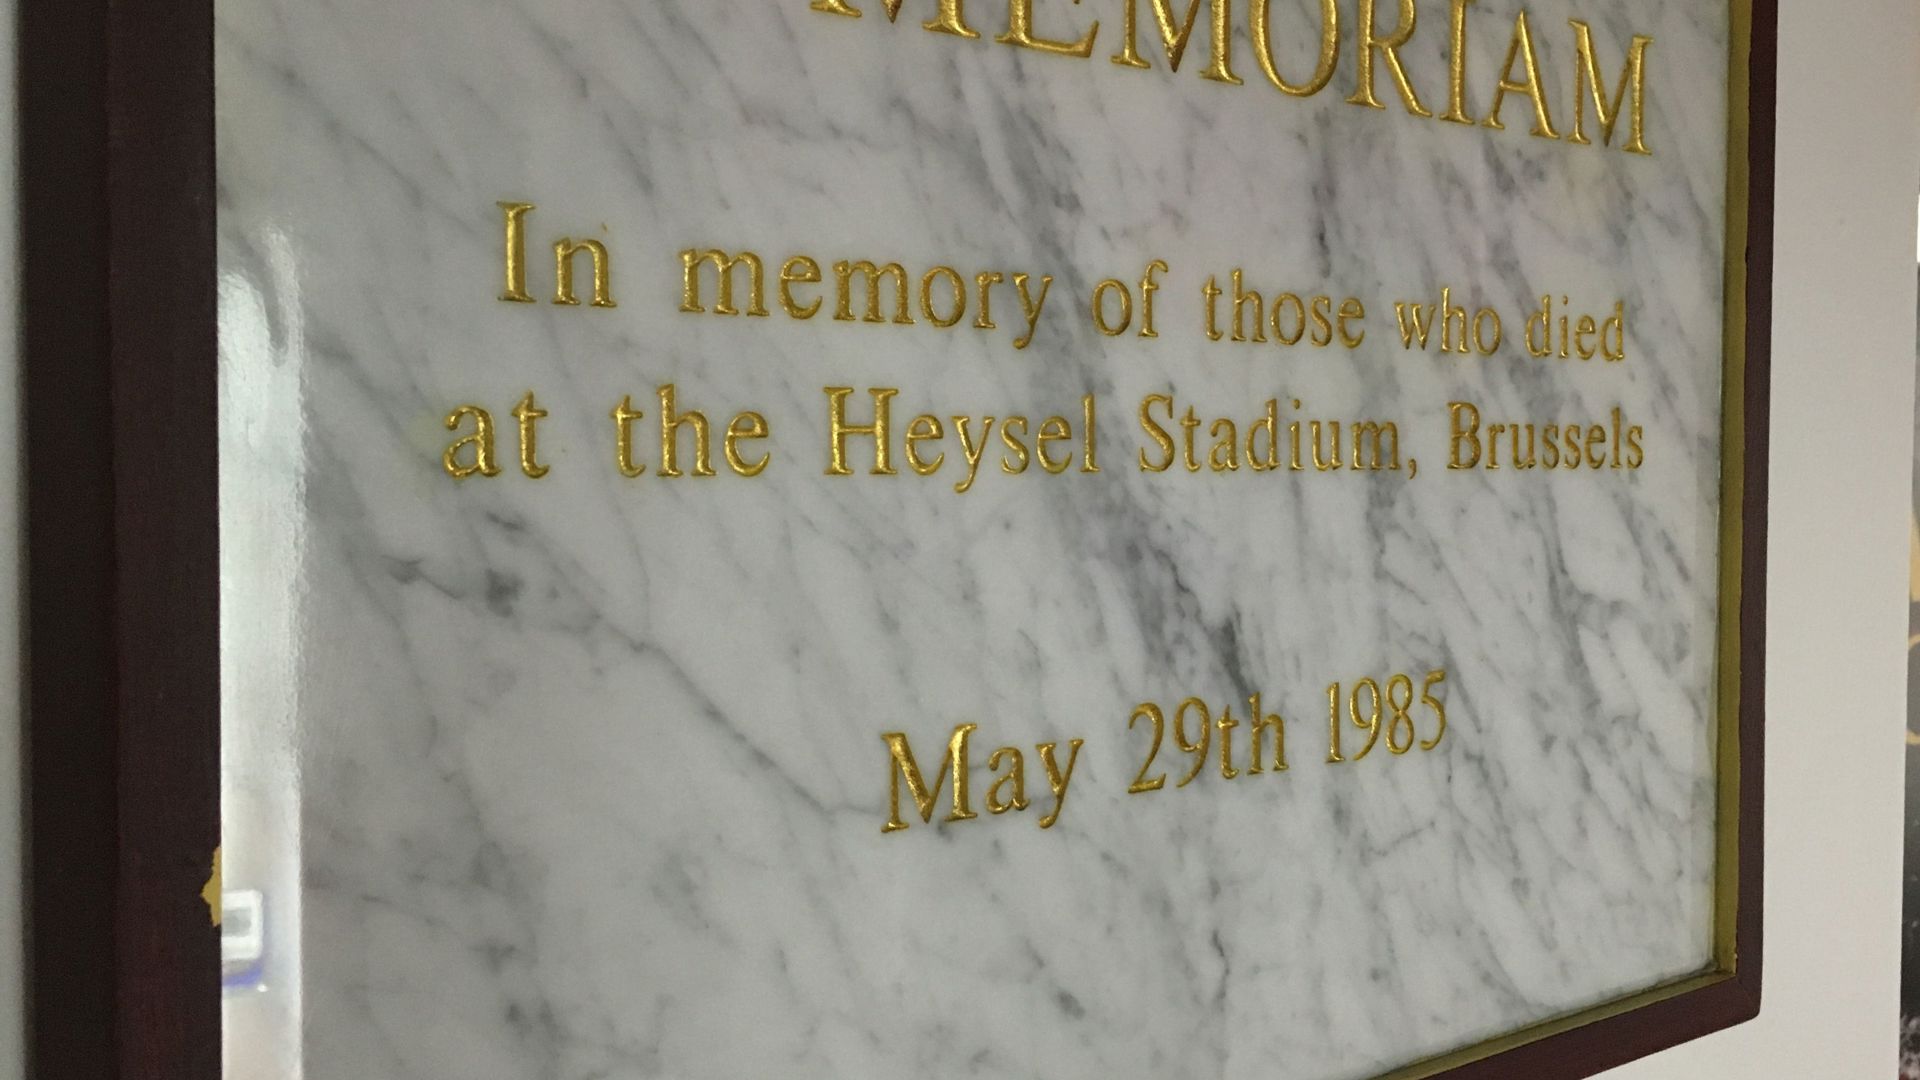 MEMORIAM
In memory of those who died
at the Heysel Stadium, Brussels
May 29th 1985